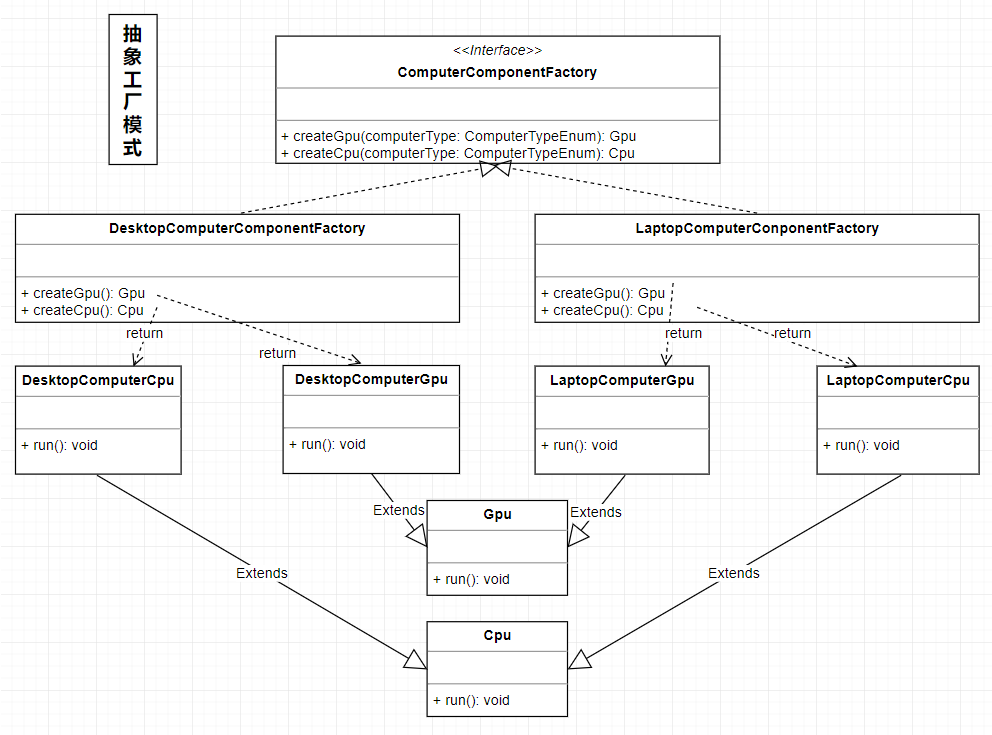 抽
象
工
厂
模
式
<<Interface>>
ComputerComponentFactory
+ createGpu(computerType: ComputerTypeEnum): Gpu
+ createCpu(computerType: ComputerTypeEnum): Cpu
DesktopComputerComponentFactory
+ createGpu(): Gpu
+ createCpu(): Cpu
LaptopComputerConponentFactory
+ createGpu(): Gpu
+ createCpu(): Cpu
return
return
return
return
DesktopComputerCpu
+ run(): void
DesktopComputerGpu
+ run(): void
LaptopComputerGpu
+ run(): void
LaptopComputerCpu
+ run(): void
Extends
Extends
Gpu
+ run(): void
Extends
Extends
Cpu
+ run(): void